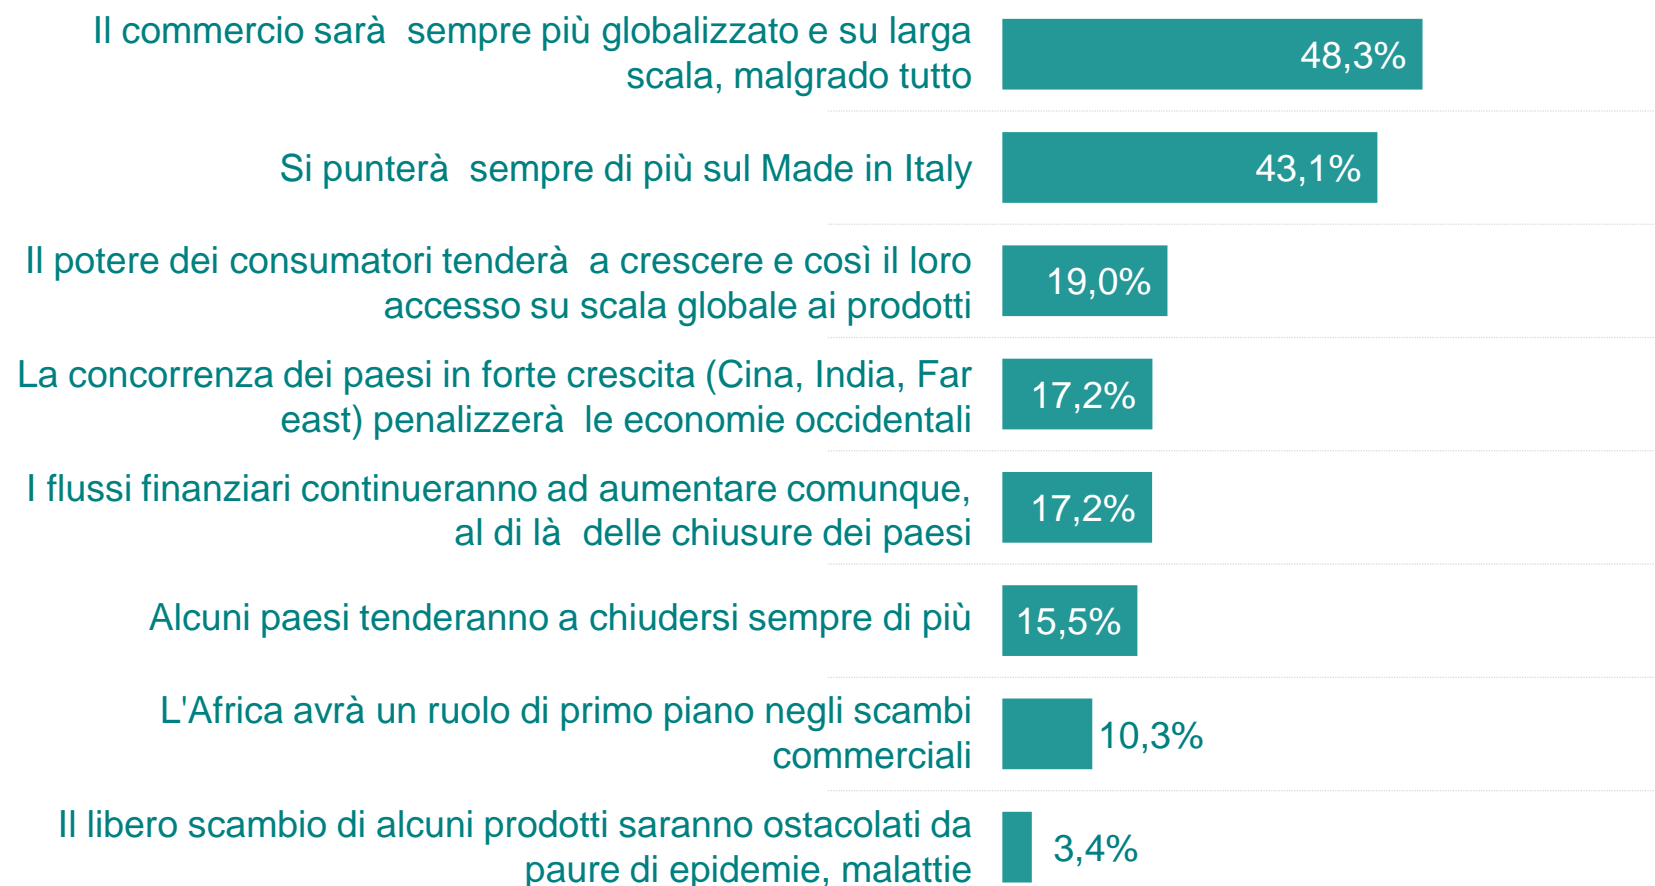 Il commercio sarà  sempre più globalizzato e su larga
scala, malgrado tutto
48,3%
Si punterà  sempre di più sul Made in Italy
43,1%
Il potere dei consumatori tenderà  a crescere e così il loro
accesso su scala globale ai prodotti
19,0%
La concorrenza dei paesi in forte crescita (Cina, India, Far
east) penalizzerà  le economie occidentali
17,2%
I flussi finanziari continueranno ad aumentare comunque,
al di là  delle chiusure dei paesi
17,2%
Alcuni paesi tenderanno a chiudersi sempre di più
15,5%
L'Africa avrà un ruolo di primo piano negli scambi
commerciali
10,3%
Il libero scambio di alcuni prodotti saranno ostacolati da
paure di epidemie, malattie
3,4%